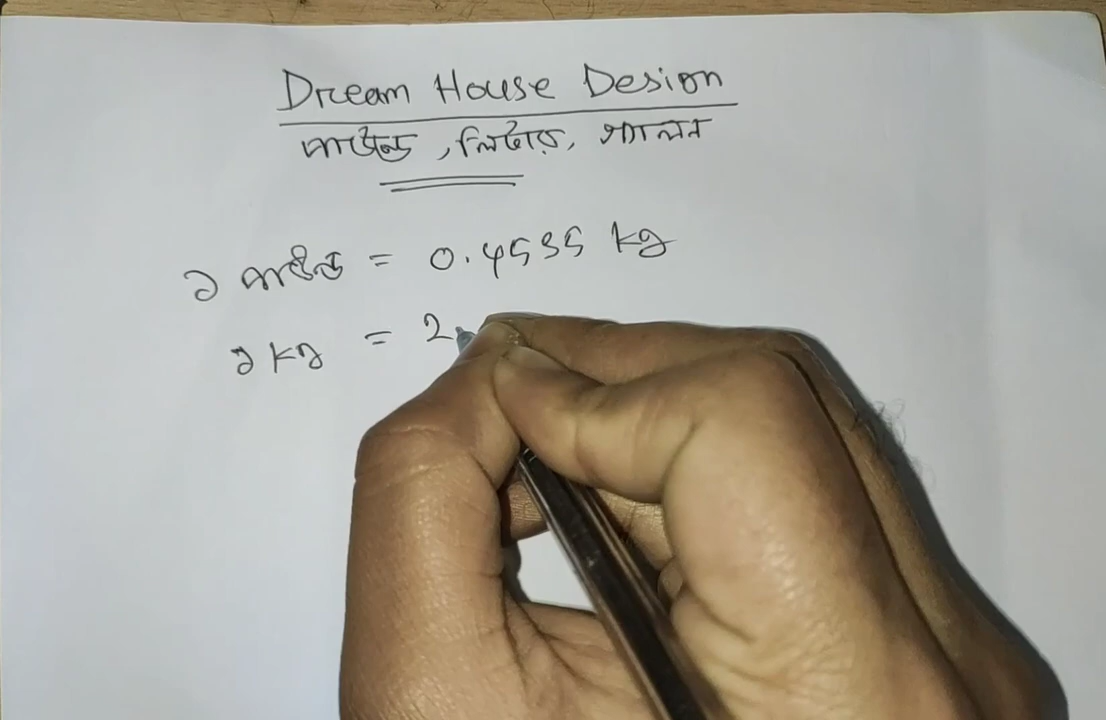 Dream House Design
পাউন্ড, লিটার, গ্যালন
১ পাউন্ড = 0.4535 kg
১ kg = 2.